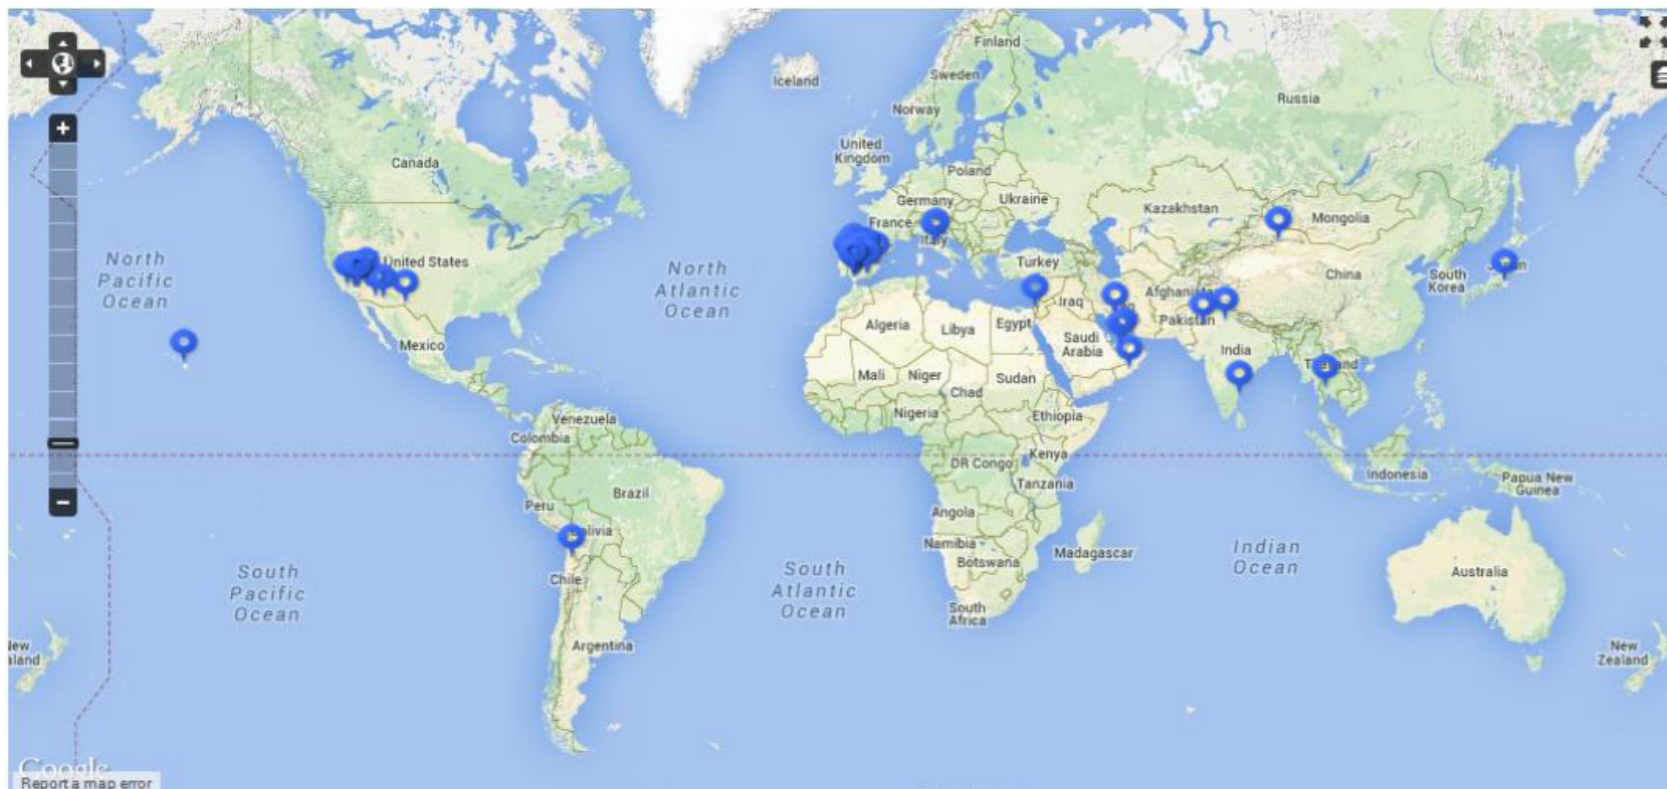 Finland
Iceland
Sweden
Russia
Norway
United
Kingdom
Canada
Poland
Germany
Ukraine
Kazakhstan
Mongolia
France
Italy
North
Pacific
Ocean
United States
North
Atlantic
Ocean
Turkey
China
South
Korea
Japan
Iraq
Afghanistan
Pakistan
Algeria
Libya
Egypt
Saudi
Arabia
Mexico
India
Thailand
Mali
Niger
Chad
Sudan
Nigeria
Ethiopia
Venezuela
Colombia
Kenya
DR Congo
Tanzania
Indonesia
Papua New
Guinea
Brazil
Peru
Angola
Bolivia
Namibia
Botswana
Madagascar
Indian
Ocean
Australia
South
Pacific
Ocean
Chile
South
Atlantic
Ocean
South
Africa
Argentina
New
Zealand
Google
Report a map error